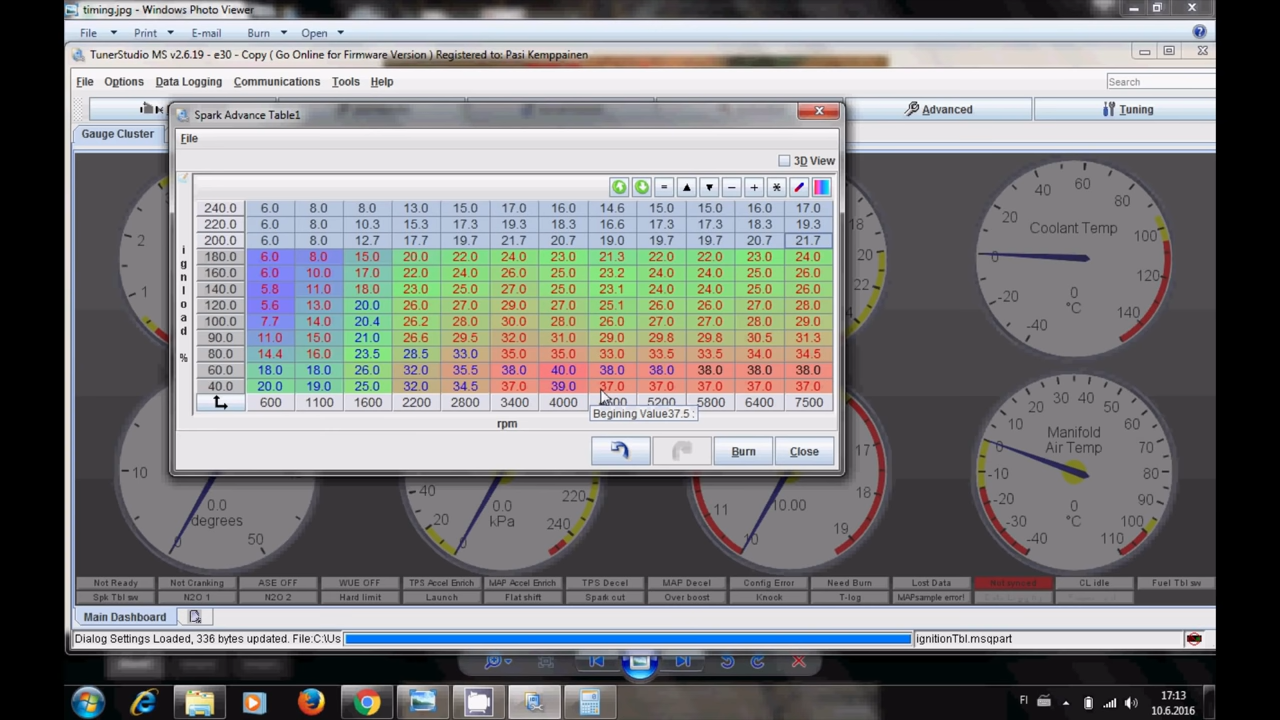 timing.jpg - Windows Photo Viewer
File Print E-mail Burn Open
TunerStudio MS v2.6.19 - e30 - Copy ( Go Online for Firmware Version ) Registered to: Pasi Kemppainen
File Options Data Logging Communications Tools Help Search
Advanced Tuning
Gauge Cluster
Spark Advance Table1
File
3D View
240.0 6.0 8.0 8.0 13.0 15.0 17.0 16.0 14.6 15.0 15.0 16.0 17.0
220.0 6.0 8.0 10.3 15.3 17.3 19.3 18.3 16.6 17.3 17.3 18.3 19.3
200.0 6.0 8.0 12.7 17.7 19.7 21.7 20.7 19.0 19.7 19.7 20.7 21.7
180.0 6.0 8.0 15.0 20.0 22.0 24.0 23.0 21.3 22.0 22.0 23.0 24.0
160.0 6.0 10.0 17.0 22.0 24.0 26.0 25.0 23.2 24.0 24.0 25.0 26.0
140.0 5.8 11.0 18.0 23.0 25.0 27.0 25.0 23.1 24.0 24.0 25.0 26.0
120.0 5.6 13.0 20.0 26.0 27.0 29.0 27.0 25.1 26.0 26.0 27.0 28.0
100.0 7.7 14.0 20.4 26.2 28.0 30.0 28.0 26.0 27.0 27.0 28.0 29.0
90.0 11.0 15.0 21.0 26.6 29.5 32.0 31.0 29.0 29.8 29.8 30.5 31.3
80.0 14.4 16.0 23.5 28.5 33.0 35.0 35.0 33.0 33.5 33.5 34.0 34.5
60.0 18.0 18.0 26.0 32.0 35.5 38.0 40.0 38.0 38.0 38.0 38.0 38.0
40.0 20.0 19.0 25.0 32.0 34.5 37.0 39.0 37.0 37.0 37.0 37.0 37.0
600 1100 1600 2200 2800 3400 4000 5200 5800 6400 7500
ignload %
Begining Value37.5 :
rpm
Burn Close
2
1
18
20
22
0 20 40 60 80 100 120 140 -20 -40
Coolant Temp
0
°C
-10
50
0.0
degrees
20 40 220 240
0.0
kPa
10 11 17 18 19
10.00
-40 -30 -20 -10 0 10 20 30 40 50 60 70 80 90 100 110
Manifold
Air Temp
0
°C
Not Ready Not Cranking ASE OFF WUE OFF TPS Accel Enrich MAP Accel Enrich TPS Decel MAP Decel Config Error Need Burn Lost Data Not synced CL idle Fuel Tbl sw
Spk Tbl sw N2O 1 N2O 2 Hard limit Launch Flat shift Spark cut Over boost Knock T-log MAPsample error!
Main Dashboard
Dialog Settings Loaded, 336 bytes updated. File:C:\Us ignitionTbl.msqpart
FI
17:13
10.6.2016